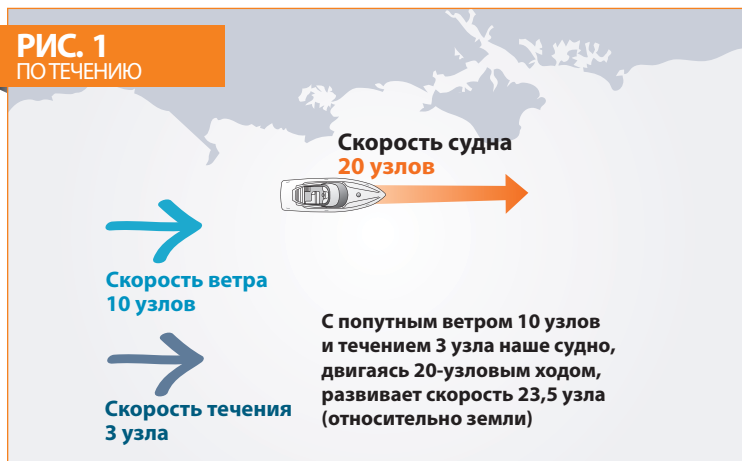 РИС. 1
ПО ТЕЧЕНИЮ
Скорость судна
20 узлов
Скорость ветра
10 узлов
Скорость течения
3 узла
С попутным ветром 10 узлов
и течением 3 узла наше судно,
двигаясь 20-узловым ходом,
развивает скорость 23,5 узла
(относительно земли)